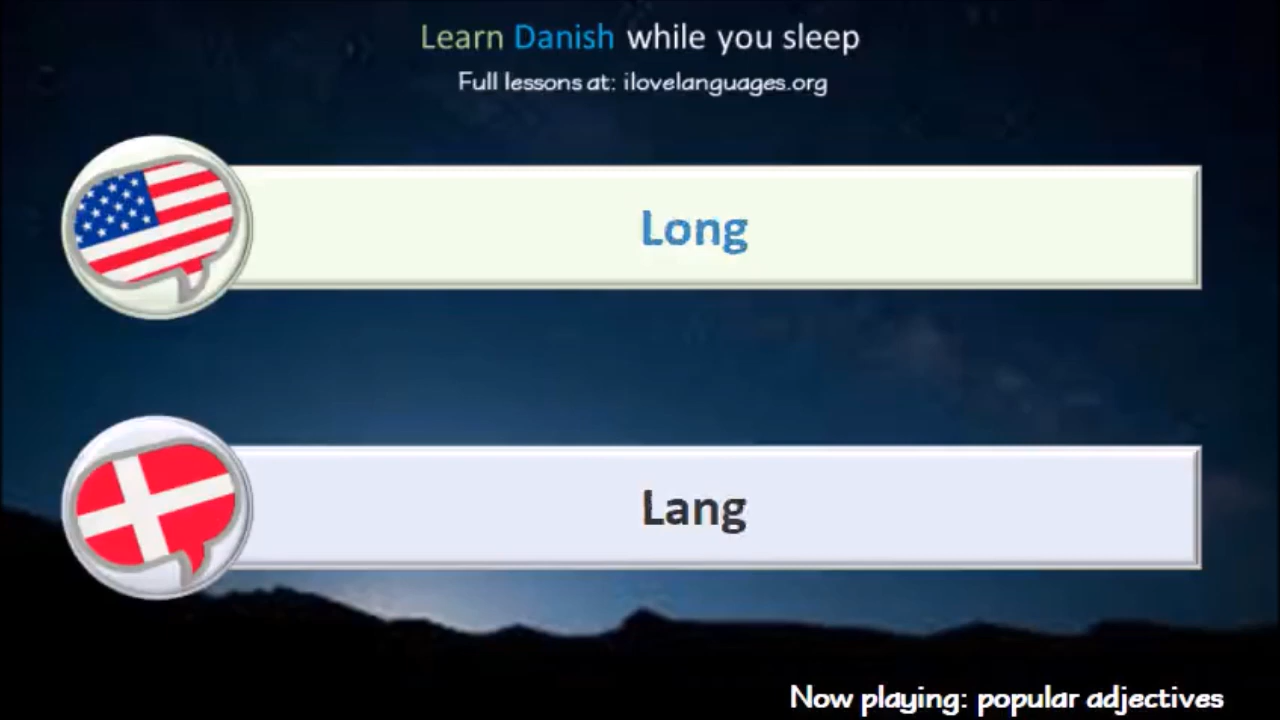 Learn Danish while you sleep
Full lessons at: ilovelanguages.org
Long
Lang
Now playing: popular adjectives